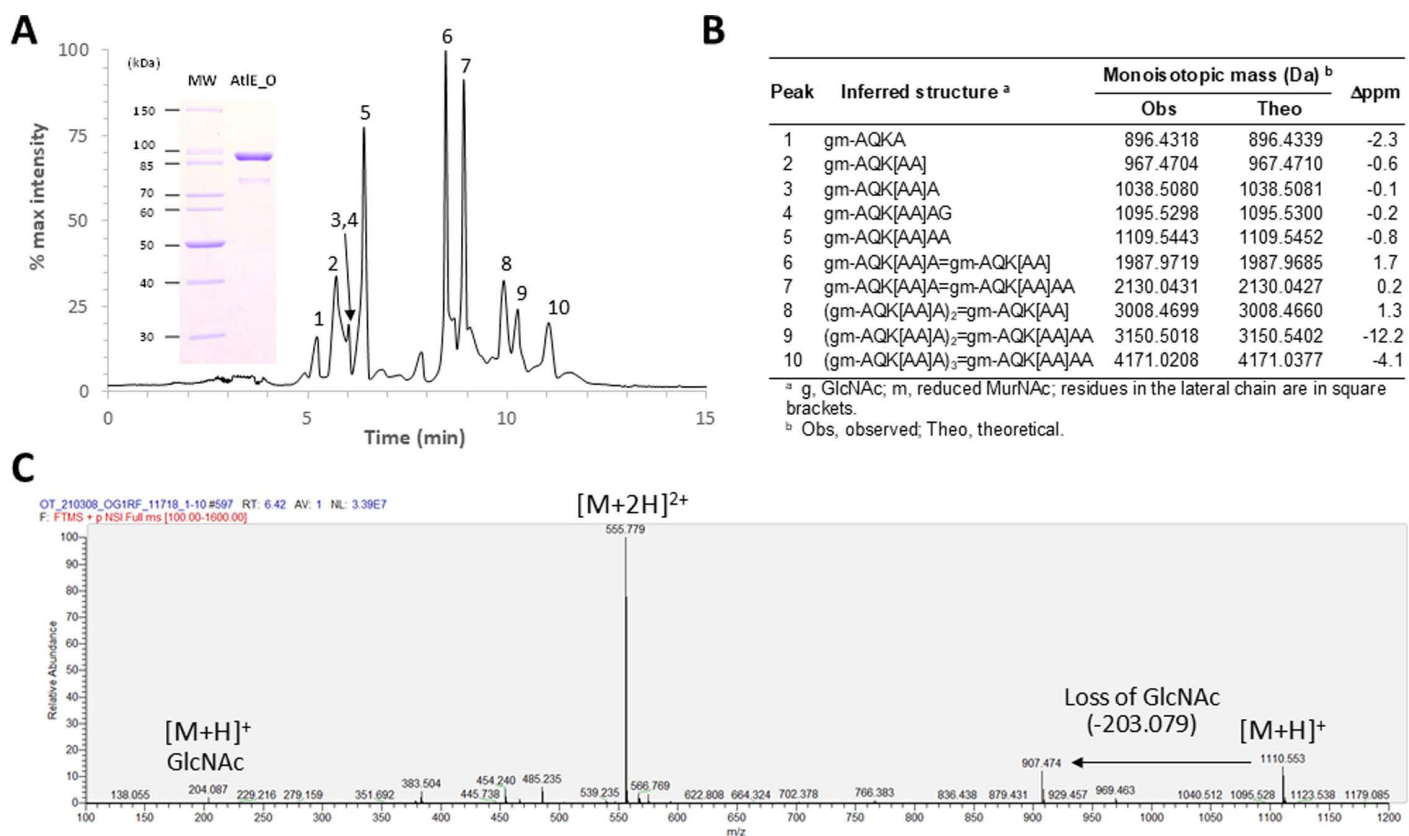 A
% max intensity
100
75
50
25
0
0
5
10
15
Time (min)
(kDa)
MW
AtlE_O
150
100
85
70
60
50
40
30
1
2
3,4
5
6
7
8
9
10
B
Peak Inferred structure a Monoisotopic mass (Da) b Δppm
Obs Theo
1 gm-AQKA 896.4318 896.4339 -2.3
2 gm-AQK[AA] 967.4704 967.4710 -0.6
3 gm-AQK[AA]A 1038.5080 1038.5081 -0.1
4 gm-AQK[AA]AG 1095.5298 1095.5300 -0.2
5 gm-AQK[AA]AA 1109.5443 1109.5452 -0.8
6 gm-AQK[AA]A=gm-AQK[AA] 1987.9719 1987.9685 1.7
7 gm-AQK[AA]A=gm-AQK[AA]AA 2130.0431 2130.0427 0.2
8 (gm-AQK[AA]A)₂=gm-AQK[AA] 3008.4699 3008.4660 1.3
9 (gm-AQK[AA]A)₂=gm-AQK[AA]AA 3150.5018 3150.5402 -12.2
10 (gm-AQK[AA]A)₃=gm-AQK[AA]AA 4171.0208 4171.0377 -4.1
a g, GlcNAc; m, reduced MurNAc; residues in the lateral chain are in square
brackets.
b Obs, observed; Theo, theoretical.
C
OT_210308_OG1RF_11718_1-10 #597 RT: 6.42 AV: 1 NL: 3.39E7
F: FTMS + p NSI Full ms [100.00-1600.00]
Relative Abundance
100
90
80
70
60
50
40
30
20
10
0
[M+2H]²⁺
555.779
[M+H]⁺
GlcNAc
Loss of GlcNAc
(-203.079)
[M+H]⁺
138.055
204.087
229.216
279.159
351.692
383.504
445.738
454.240
485.235
539.235
566.769
622.808
664.324
702.378
766.383
836.438
879.431
907.474
929.457
969.463
1040.512
1095.528
1110.553
1123.538
1179.085
100 150 200 250 300 350 400 450 500 550 600 650 700 750 800 850 900 950 1000 1050 1100 1150 1200
m/z